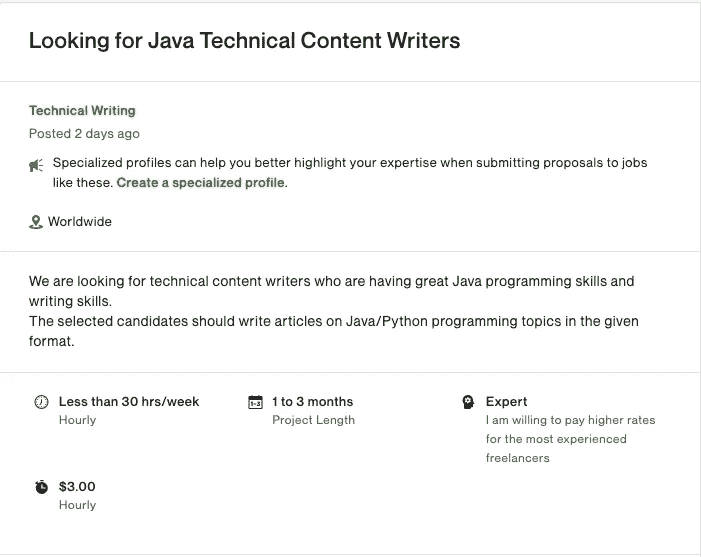 Looking for Java Technical Content Writers
Technical Writing
Posted 2 days ago
Specialized profiles can help you better highlight your expertise when submitting proposals to jobs
like these. Create a specialized profile.
Worldwide
We are looking for technical content writers who are having great Java programming skills and
writing skills.
The selected candidates should write articles on Java/Python programming topics in the given
format.
Less than 30 hrs/week
Hourly
1-3
1 to 3 months
Project Length
Expert
I am willing to pay higher rates
for the most experienced
freelancers
$3.00
Hourly